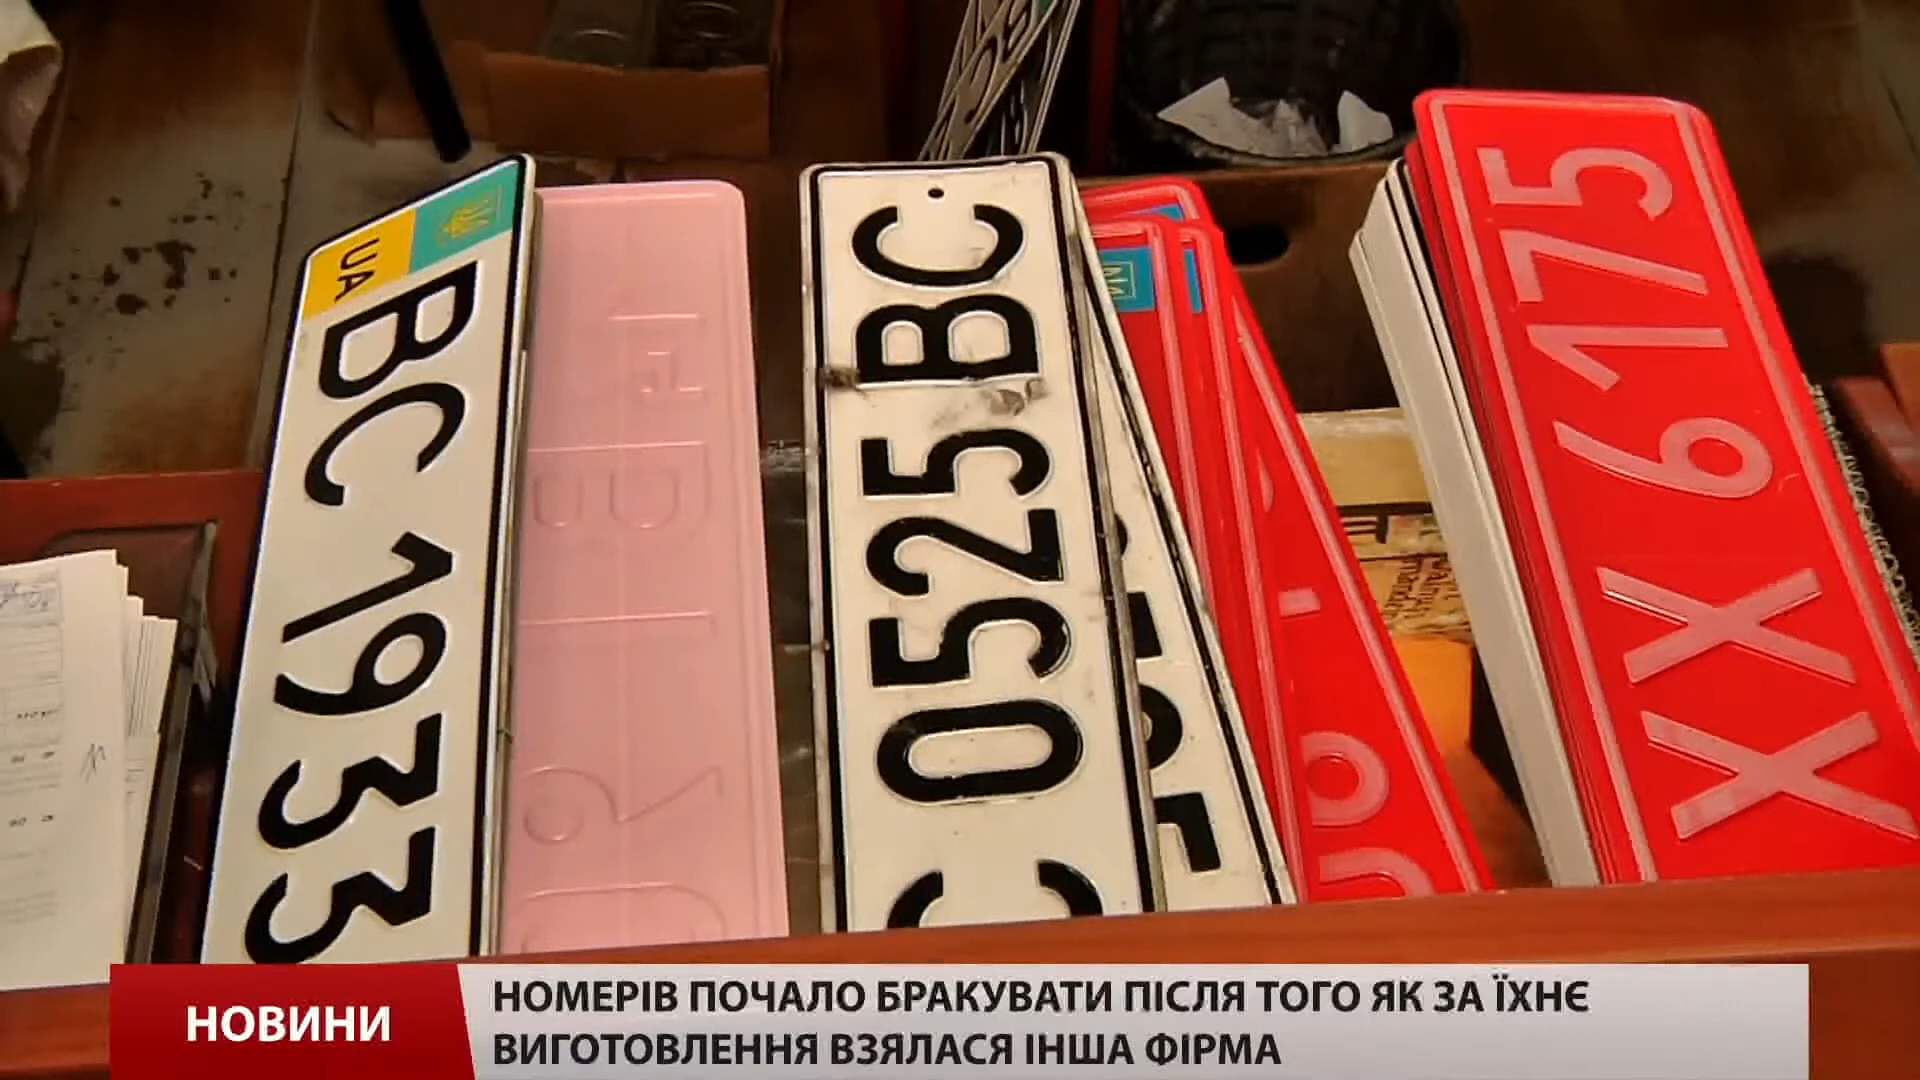 UA
BC 1933
C 0525 BC
XX 6175
НОВИНИ
НОМЕРІВ ПОЧАЛО БРАКУВАТИ ПІСЛЯ ТОГО ЯК ЗА ЇХНЄ
ВИГОТОВЛЕННЯ ВЗЯЛАСЯ ІНША ФІРМА